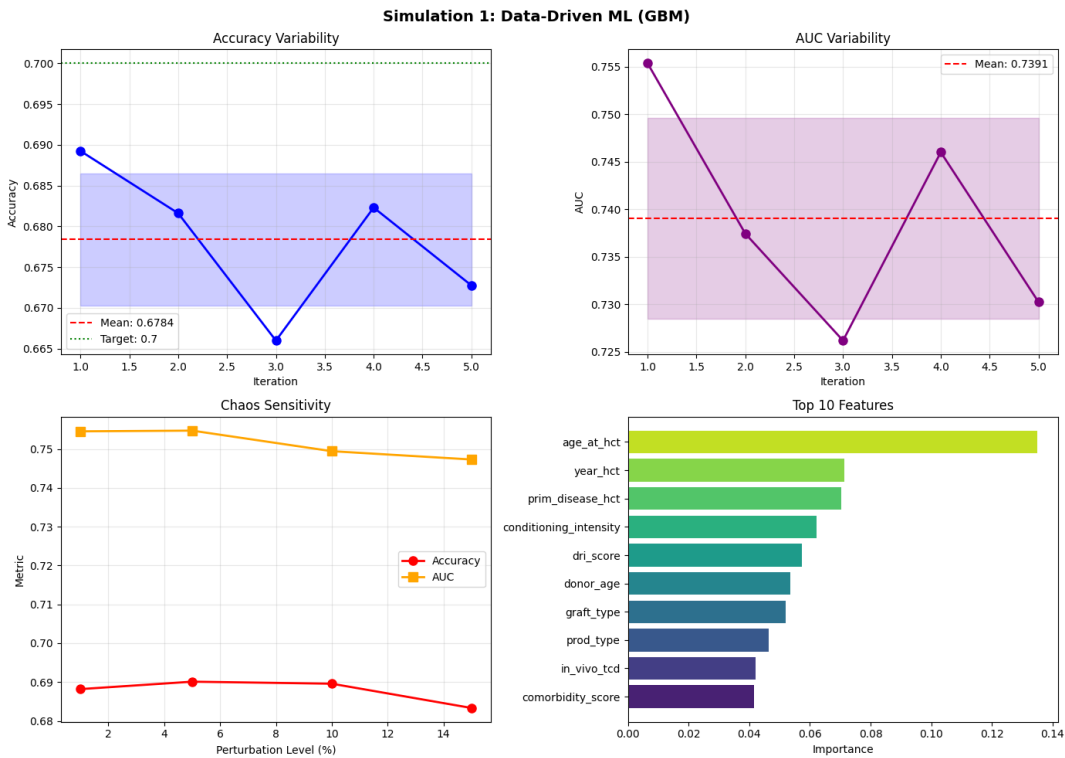 Simulation 1: Data-Driven ML (GBM)
Accuracy Variability
0.700
0.695
0.690
0.685
0.680
0.675
0.670
0.665
Accuracy
Mean: 0.6784
Target: 0.7
1.0 1.5 2.0 2.5 3.0 3.5 4.0 4.5 5.0
Iteration
AUC Variability
0.755
0.750
0.745
0.740
0.735
0.730
0.725
AUC
Mean: 0.7391
1.0 1.5 2.0 2.5 3.0 3.5 4.0 4.5 5.0
Iteration
Chaos Sensitivity
0.75
0.74
0.73
0.72
0.71
0.70
0.69
0.68
Metric
Accuracy
AUC
2 4 6 8 10 12 14
Perturbation Level (%)
Top 10 Features
age_at_hct
year_hct
prim_disease_hct
conditioning_intensity
dri_score
donor_age
graft_type
prod_type
in_vivo_tcd
comorbidity_score
0.00 0.02 0.04 0.06 0.08 0.10 0.12 0.14
Importance